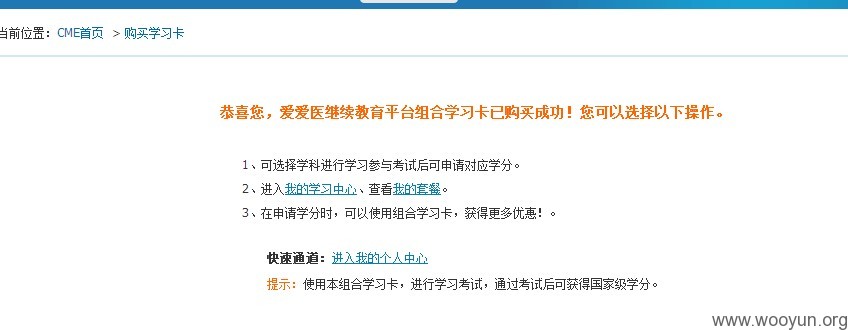 当前位置：CME首页 > 购买学习卡
恭喜您，爱爱医继续教育平台组合学习卡已购买成功！您可以选择以下操作。
1、可选择学科进行学习参与考试后可申请对应学分。
2、进入我的学习中心、查看我的套餐。
3、在申请学分时，可以使用组合学习卡，获得更多优惠！。
快速通道：进入我的个人中心
提示：使用本组合学习卡，进行学习考试，通过考试后可获得国家级学分。
www.wooyun.org